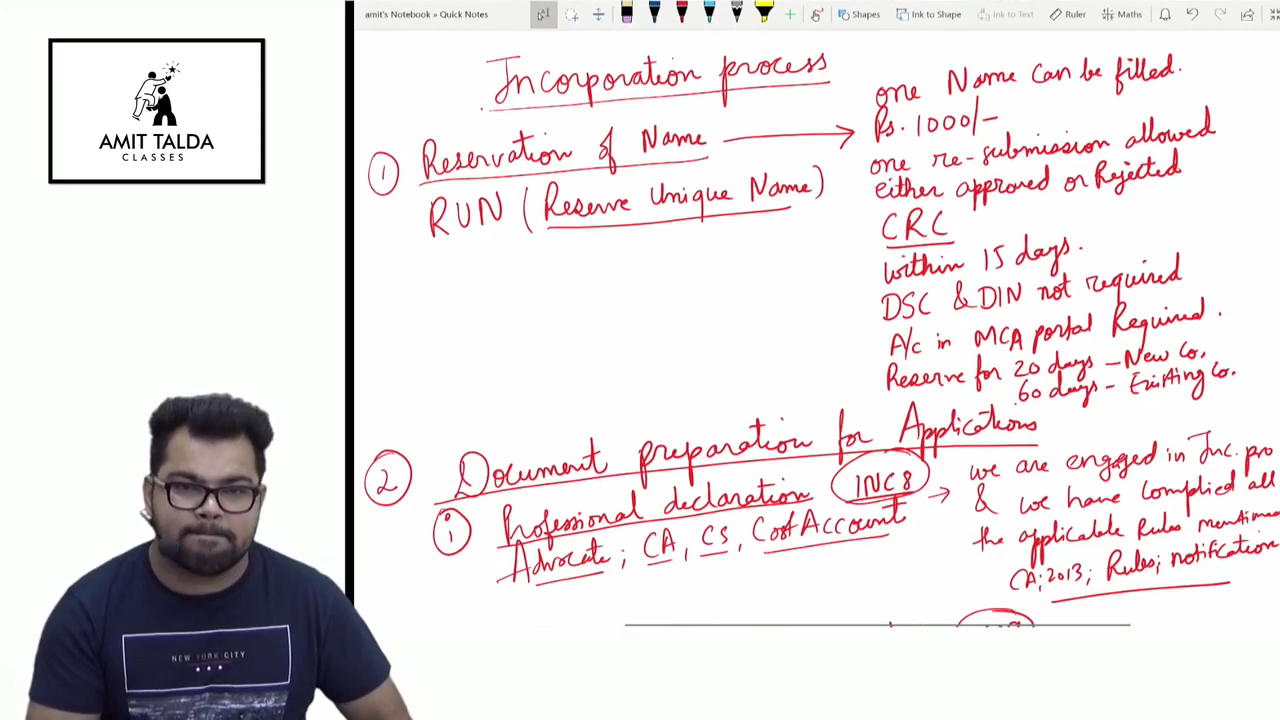 amit's Notebook » Quick Notes
Shapes
Ink to Shape
Ink to Text
Ruler
Maths
AMIT TALDA
CLASSES
Incorporation process
① Reservation of Name
RUN (Reserve Unique Name)
one Name can be filled.
Rs. 1000/-
one re-submission allowed
either approved or Rejected
CRC
within 15 days.
DSC & DIN not required
A/c in MCA portal Required.
Reserve for 20 days - New Co.
60 days - Existing Co.
② Document preparation for Applications
i Professional declaration INC8
Advocate; CA, CS, Cost Account
we are engaged in Inc. pro
& we have complied all
the applicable Rules
CA; 2013; Rules; notification
NEW YORK CITY